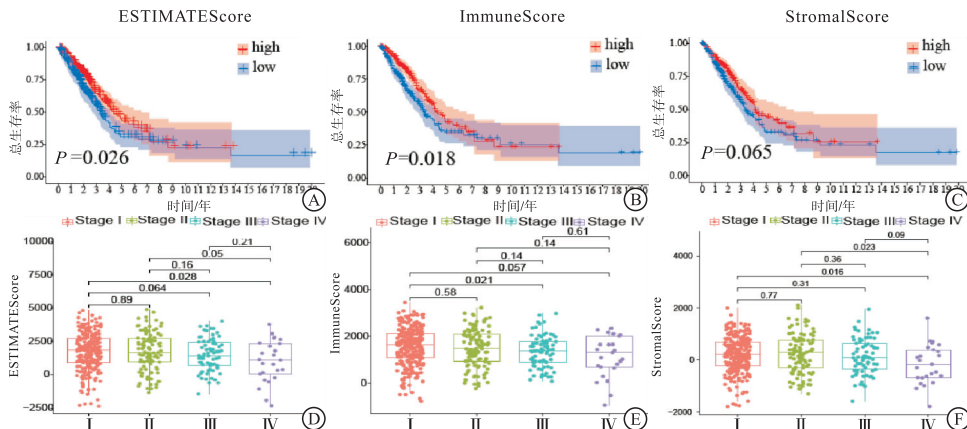 ESTIMATEScore
ImmuneScore
StromalScore
总生存率
1.00
0.75
0.50
0.25
0.00
high
low
P=0.026
0 1 2 3 4 5 6 7 8 9 10 11 12 13 14 15 16 17 18 19 20
时间/年
A
总生存率
1.00
0.75
0.50
0.25
0.00
high
low
P=0.018
0 1 2 3 4 5 6 7 8 9 10 11 12 13 14 15 16 17 18 19 20
时间/年
B
总生存率
1.00
0.75
0.50
0.25
0.00
high
low
P=0.065
0 1 2 3 4 5 6 7 8 9 10 11 12 13 14 15 16 17 18 19 20
时间/年
C
Stage I Stage II Stage III Stage IV
ESTIMATEScore
10000
7500
5000
2500
0
−2500
0.21
0.05
0.16
0.028
0.064
0.89
I II III IV
D
Stage I Stage II Stage III Stage IV
ImmuneScore
6000
4000
2000
0
0.61
0.14
0.14
0.057
0.021
0.58
I II III IV
E
Stage I Stage II Stage III Stage IV
StromalScore
4000
2000
0
−2000
0.09
0.023
0.36
0.016
0.31
0.77
I II III IV
F